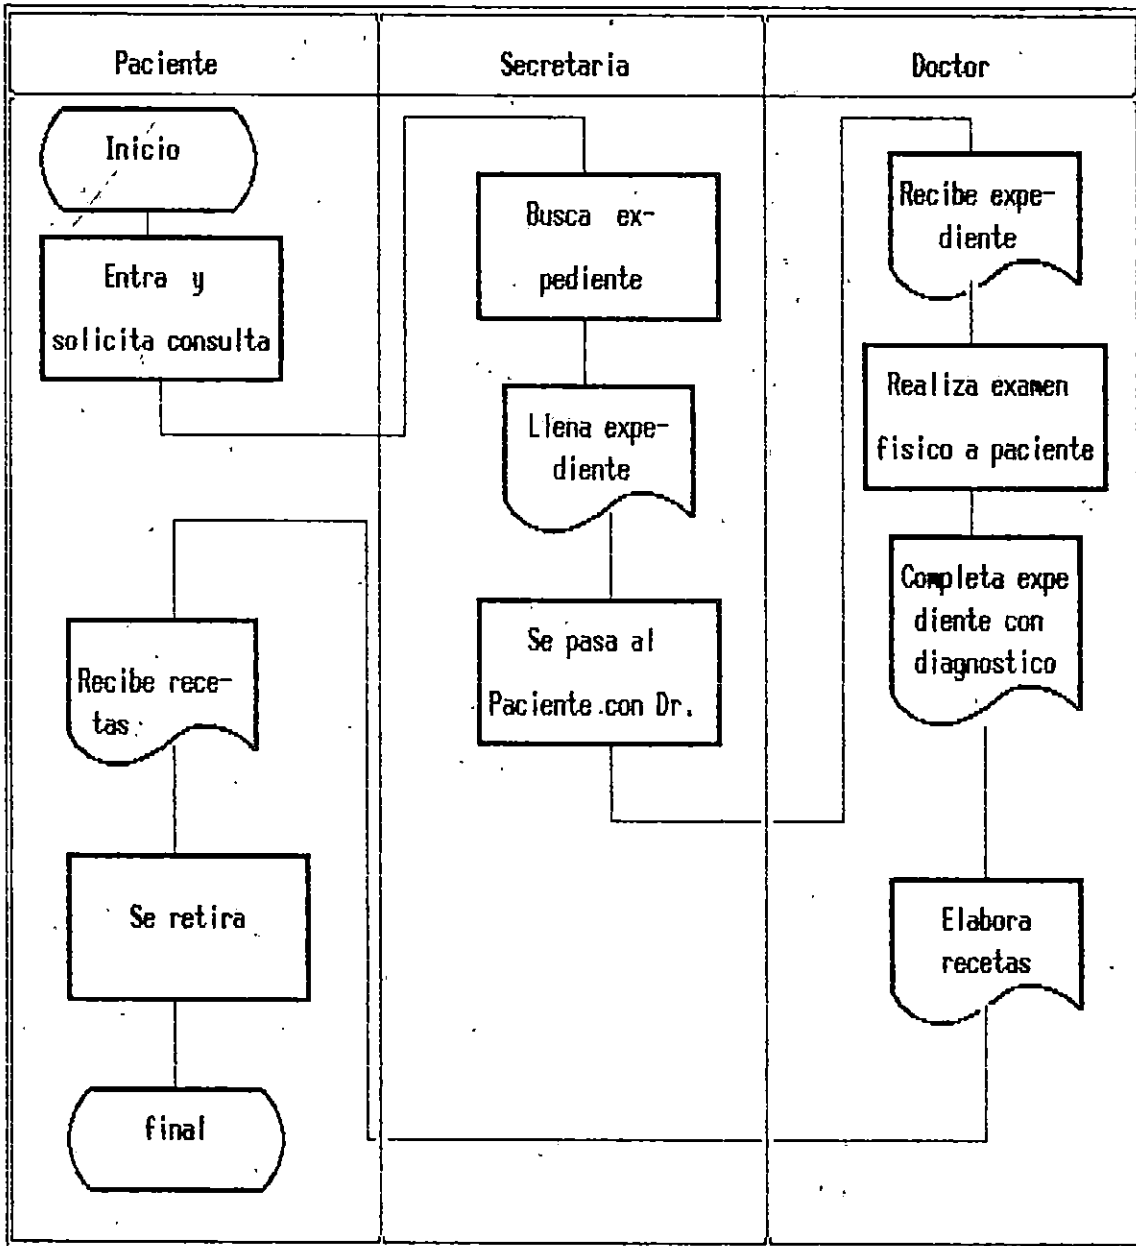 Paciente
Secretaria
Doctor
Inicio
Entra y
solicita consulta
Busca ex-
pediente
Llena expe-
diente
Se pasa al
Paciente con Dr.
Recibe expe-
diente
Realiza examen
fisico a paciente
Completa expe
diente con
diagnostico
Elabora
recetas
Recibe rece-
tas
Se retira
final